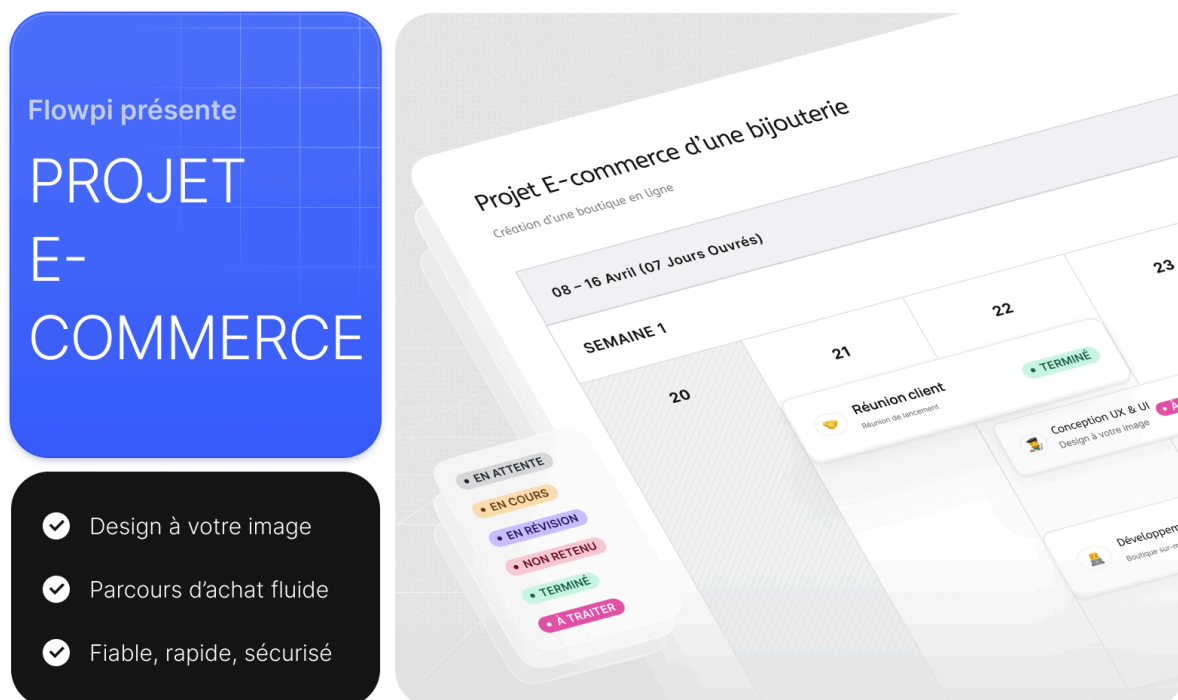 Flowpi présente
PROJET
E-
COMMERCE
Design à votre image
Parcours d’achat fluide
Fiable, rapide, sécurisé
Projet E-commerce d’une bijouterie
Création d’une boutique en ligne
08 – 16 Avril (07 Jours Ouvrés)
SEMAINE 1
20
21
22
23
Réunion client
Réunion de lancement
• TERMINÉ
Conception UX & UI
Design à votre image
Boutique
• EN ATTENTE
• EN COURS
• EN RÉVISION
• NON RETENU
• TERMINÉ
• À TRAITER